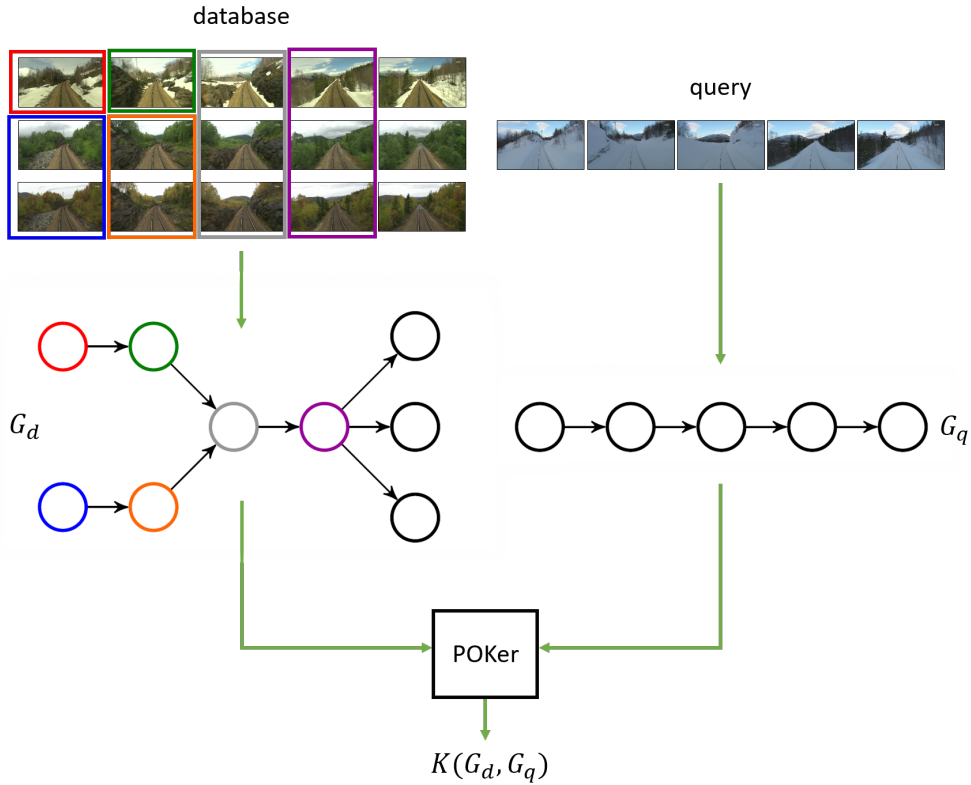 database
query
G_d
G_q
POKer
K(G_d, G_q)